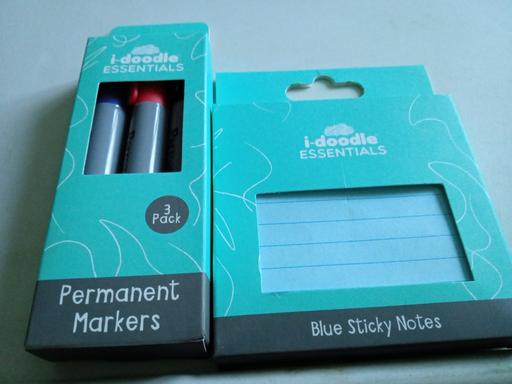 i-doodle
ESSENTIALS
3
Pack
Permanent
Markers
i-doodle
ESSENTIALS
Blue Sticky Notes